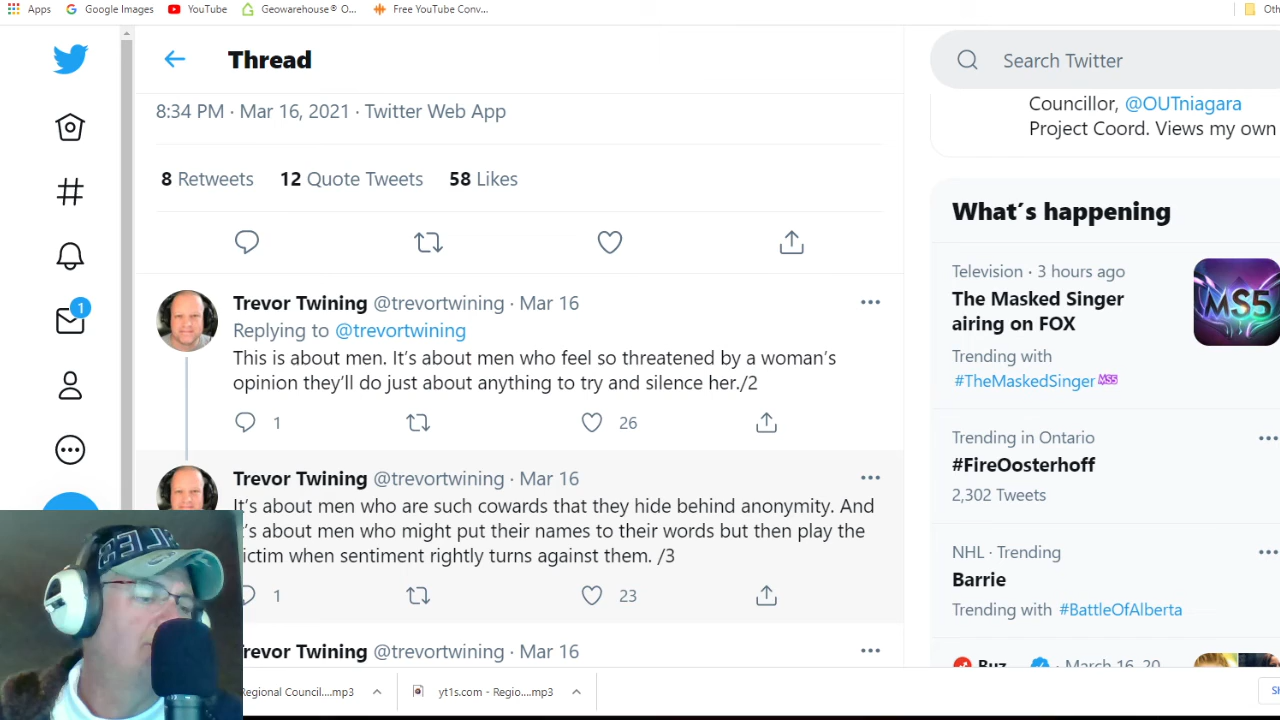 Apps
Google Images
YouTube
Geowarehouse® O...
Free YouTube Conv...
Oth
Thread
8:34 PM · Mar 16, 2021 · Twitter Web App
8 Retweets 12 Quote Tweets 58 Likes
Trevor Twining @trevortwining · Mar 16
Replying to @trevortwining
This is about men. It's about men who feel so threatened by a woman's
opinion they'll do just about anything to try and silence her./2
1
26
Trevor Twining @trevortwining · Mar 16
It's about men who are such cowards that they hide behind anonymity. And
t's about men who might put their names to their words but then play the
ictim when sentiment rightly turns against them. /3
1
23
revor Twining @trevortwining · Mar 16
Search Twitter
Councillor, @OUTniagara
Project Coord. Views my own
What's happening
Television · 3 hours ago
The Masked Singer
airing on FOX
MS5
Trending with
#TheMaskedSinger MS5
Trending in Ontario
#FireOosterhoff
2,302 Tweets
NHL · Trending
Barrie
Trending with #BattleOfAlberta
Buz
March 16, 20
1
Regional Council....mp3
yt1s.com - Regio....mp3